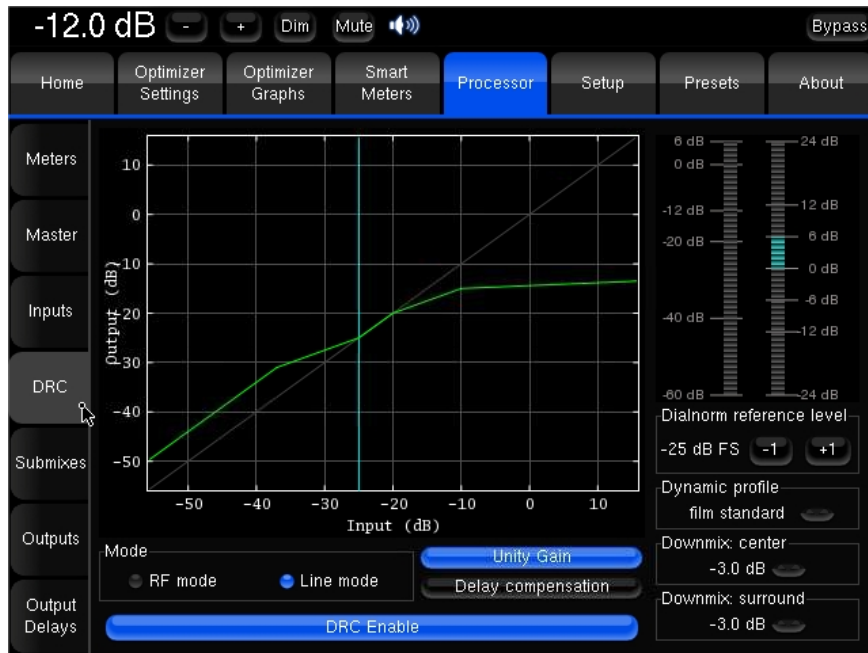 -12.0 dB - + Dim Mute Bypass
Home Optimizer Settings Optimizer Graphs Smart Meters Processor Setup Presets About
Meters
Master
Inputs
DRC
Submixes
Outputs
Output Delays
Output (dB)
10
0
-10
-20
-30
-40
-50
-50 -40 -30 -20 -10 0 10
Input (dB)
6 dB
0 dB
-12 dB
-20 dB
-40 dB
-60 dB
24 dB
12 dB
6 dB
0 dB
-6 dB
-12 dB
-24 dB
Dialnorm reference level
-25 dB FS -1 +1
Dynamic profile
film standard
Downmix: center
-3.0 dB
Downmix: surround
-3.0 dB
Mode
RF mode Line mode
Unity Gain
Delay compensation
DRC Enable